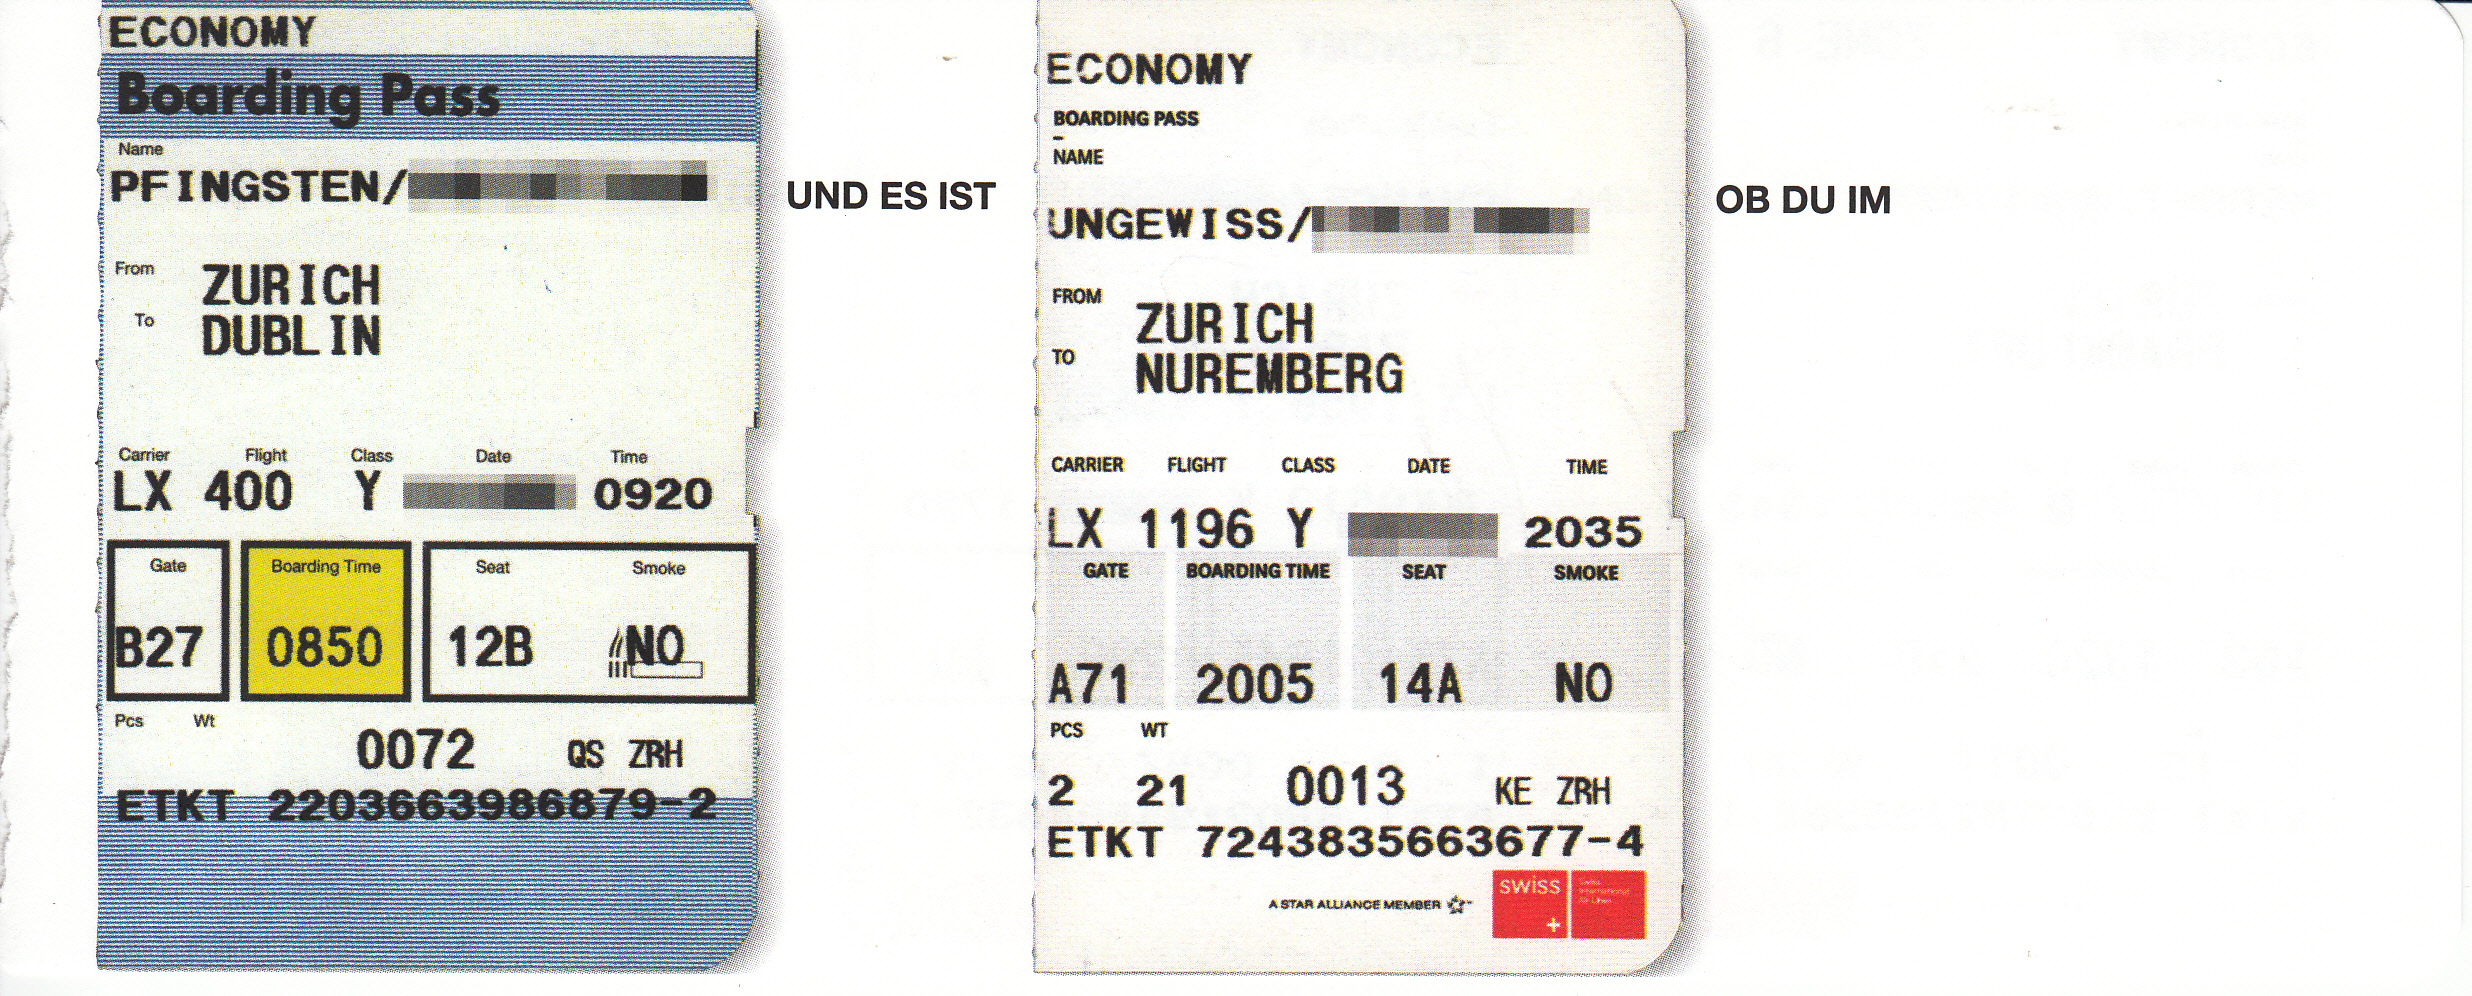 ECONOMY
Boarding Pass
Name
PFINGSTEN/
From ZURICH
To DUBLIN
Carrier Flight Class Date Time
LX 400 Y 0920
Gate Boarding Time Seat Smoke
B27 0850 12B NO
Pcs Wt
0072 QS ZRH
ETKT 2203663986879-2
UND ES IST
ECONOMY
BOARDING PASS
–
NAME
UNGEWISS/
FROM ZURICH
TO NUREMBERG
CARRIER FLIGHT CLASS DATE TIME
LX 1196 Y 2035
GATE BOARDING TIME SEAT SMOKE
A71 2005 14A NO
PCS WT
2 21 0013 KE ZRH
ETKT 7243835663677-4
A STAR ALLIANCE MEMBER
swiss
Swiss
International
Air Lines
OB DU IM